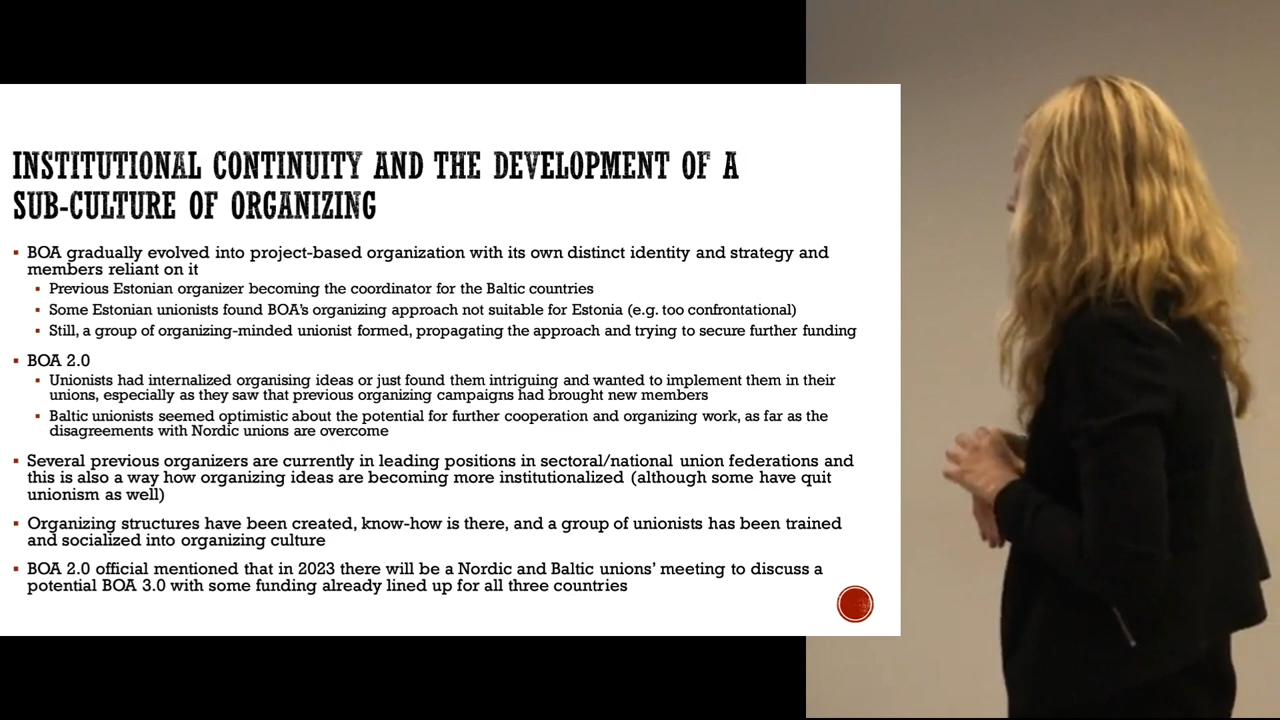 INSTITUTIONAL CONTINUITY AND THE DEVELOPMENT OF A
SUB-CULTURE OF ORGANIZING
BOA gradually evolved into project-based organization with its own distinct identity and strategy and
members reliant on it
Previous Estonian organizer becoming the coordinator for the Baltic countries
Some Estonian unionists found BOA's organizing approach not suitable for Estonia (e.g. too confrontational)
Still, a group of organizing-minded unionist formed, propagating the approach and trying to secure further funding
BOA 2.0
Unionists had internalized organising ideas or just found them intriguing and wanted to implement them in their
unions, especially as they saw that previous organizing campaigns had brought new members
Baltic unionists seemed optimistic about the potential for further cooperation and organizing work, as far as the
disagreements with Nordic unions are overcome
Several previous organizers are currently in leading positions in sectoral/national union federations and
this is also a way how organizing ideas are becoming more institutionalized (although some have quit
unionism as well)
Organizing structures have been created, know-how is there, and a group of unionists has been trained
and socialized into organizing culture
BOA 2.0 official mentioned that in 2023 there will be a Nordic and Baltic unions' meeting to discuss a
potential BOA 3.0 with some funding already lined up for all three countries